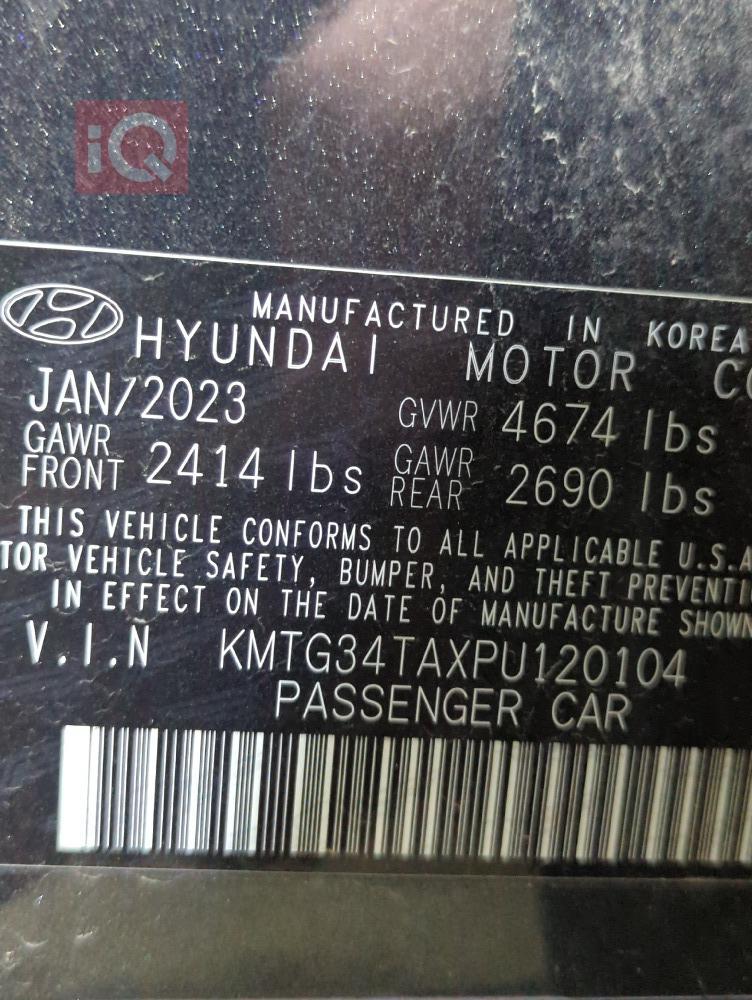 iQ
MANUFACTURED IN KOREA
HYUNDAI MOTOR
JAN/2023 GVWR 4674 lbs
GAWR FRONT 2414 lbs GAWR REAR 2690 lbs
THIS VEHICLE CONFORMS TO ALL APPLICABLE U.S.A
VEHICLE SAFETY, BUMPER, AND THEFT
IN EFFECT ON THE DATE OF MANUFACTURE SHOWN
V.I.N KMTG34TAXPU120104
PASSENGER CAR